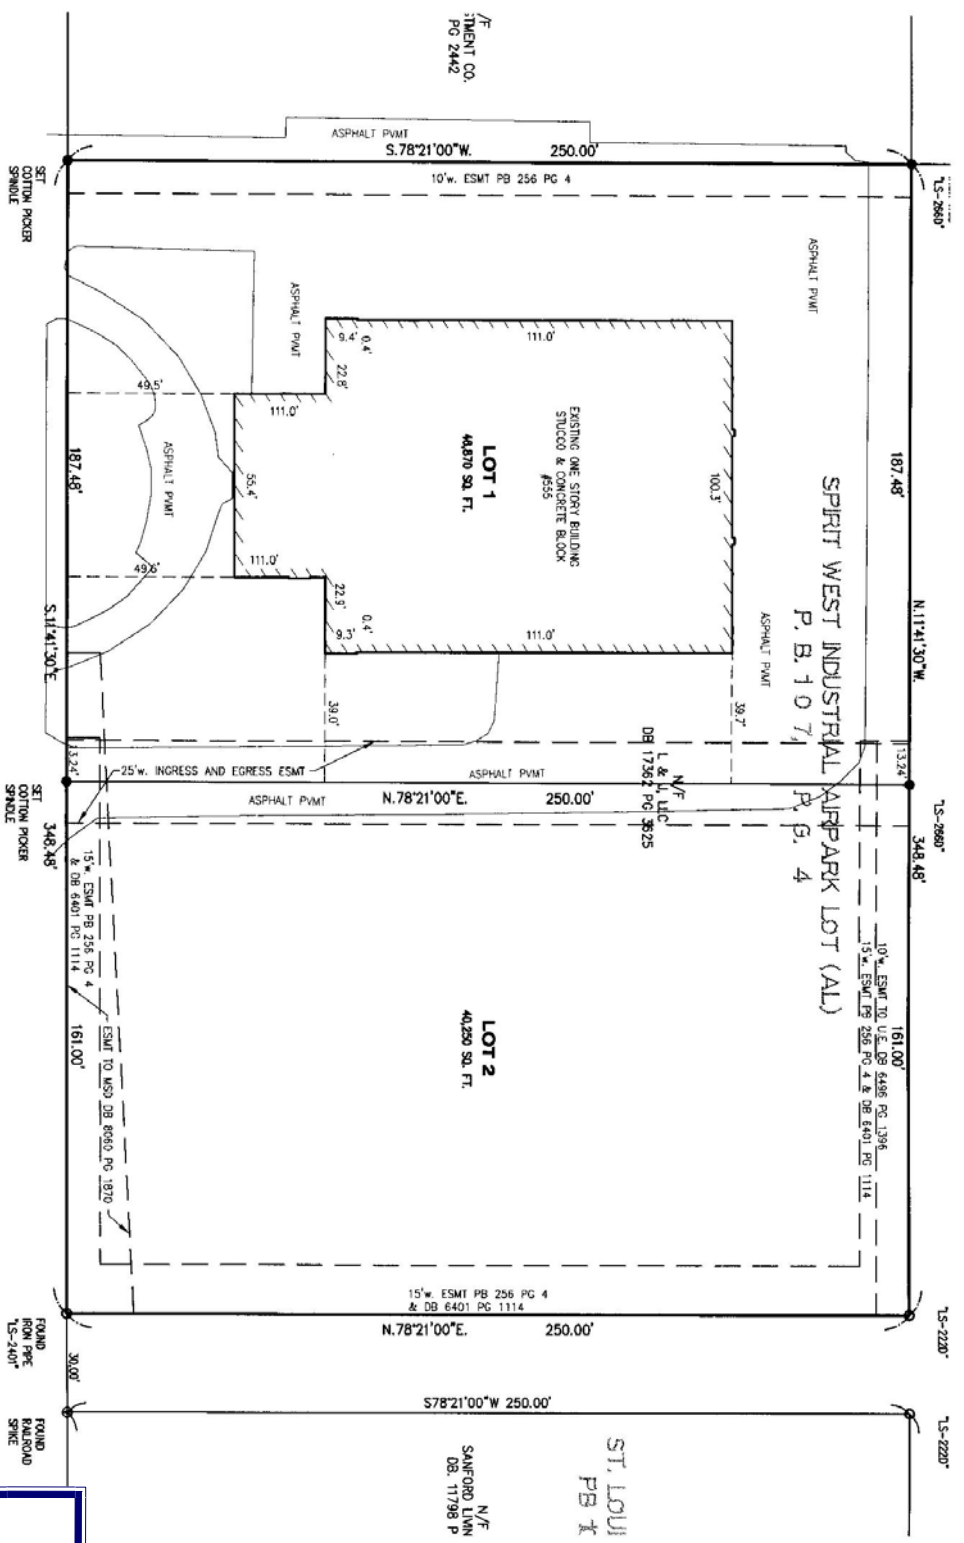 /F
TMENT CO.
PG 2442
ASPHALT PVMT
S.78°21'00"W. 250.00'
10'w. ESMT PB 256 PG 4
SET
COTTON PICKER
SPINDLE
"LS-2660"
ASPHALT PVMT
ASPHALT PVMT
9.4'
0.4'
22.8'
111.0'
49.5'
111.0'
EXISTING ONE STORY BUILDING
STUCCO & CONCRETE BLOCK
#555
LOT 1
46,870 SQ. FT.
187.48'
ASPHALT PVMT
55.4'
100.3'
187.48'
SPIRIT WEST INDUSTRIAL AIRPARK LOT (AL)
P. B. 107, P. G. 4
49.6'
111.0'
22.9'
0.4'
9.3'
111.0'
S.11°41'30"E.
N.11°41'30"W.
ASPHALT PVMT
39.0'
39.7'
N/F
L & J, LLC
DB 17362 PG 3625
13.24'
13.24'
25'w. INGRESS AND EGRESS ESMT
ASPHALT PVMT
ASPHALT PVMT
N.78°21'00"E. 250.00'
SET
COTTON PICKER
SPINDLE
"LS-2660"
348.48'
348.48'
15'w. ESMT PB 256 PG 4
& DB 6401 PG 1114
10'w. ESMT TO U.E. DB 6496 PG 1396
15'w. ESMT PB 256 PG 4 & DB 6401 PG 1114
161.00'
161.00'
LOT 2
40,250 SQ. FT.
ESMT TO MSD DB 8060 PG 1870
15'w. ESMT PB 256 PG 4
& DB 6401 PG 1114
N.78°21'00"E. 250.00'
FOUND
IRON PIPE
"LS-2401"
"LS-2220"
30.00'
S78°21'00"W 250.00'
FOUND
RAILROAD
SPIKE
"LS-2220"
ST. LOUI
PB
N/F
SANFORD
DB. 11798 P